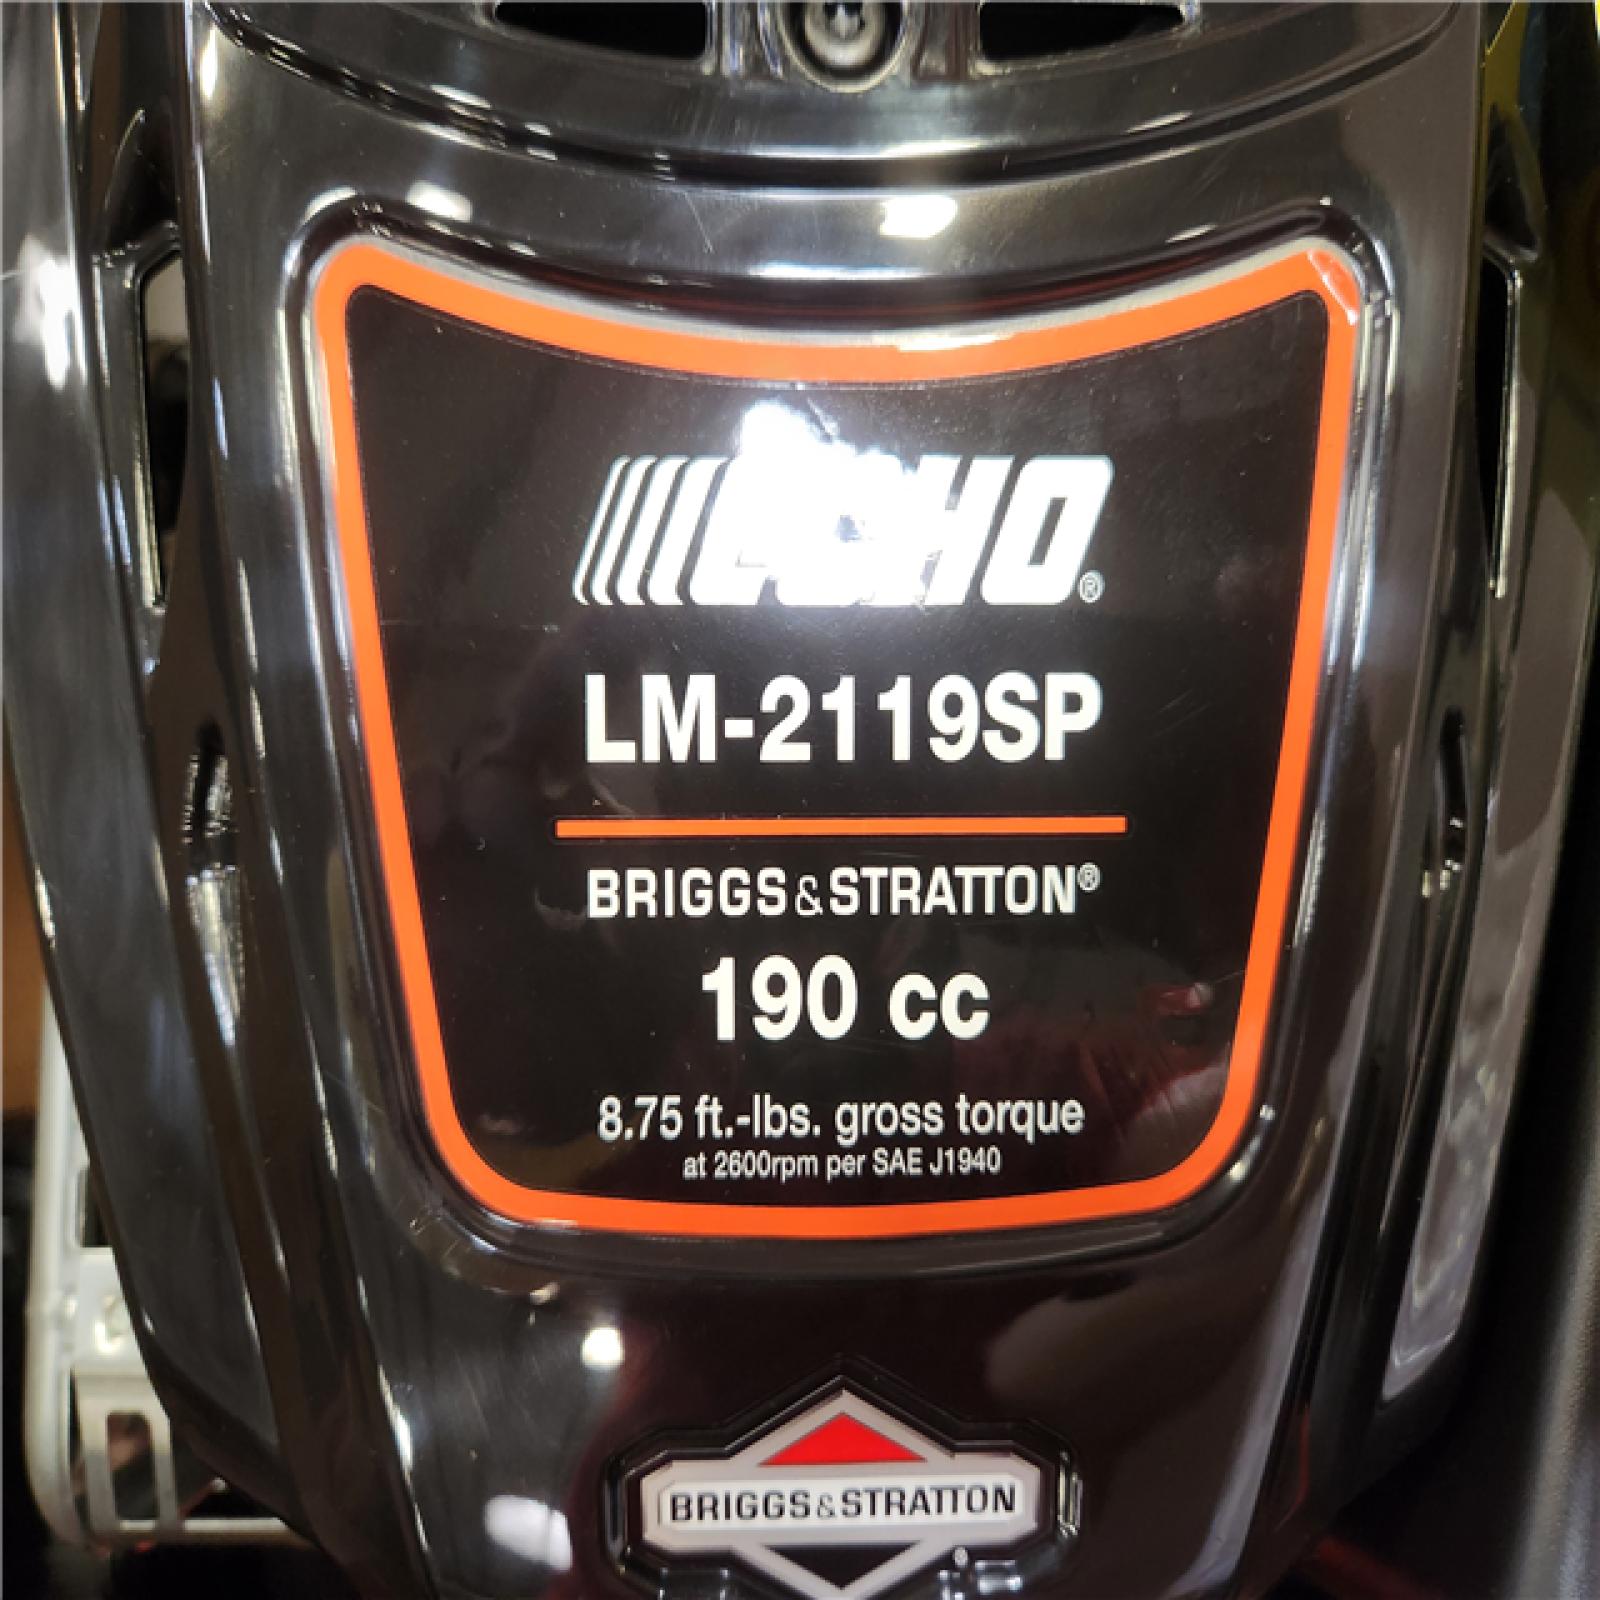 ECHO®
LM-2119SP
BRIGGS&STRATTON®
190 cc
8.75 ft.-lbs. gross torque
at 2600rpm per SAE J1940
BRIGGS&STRATTON